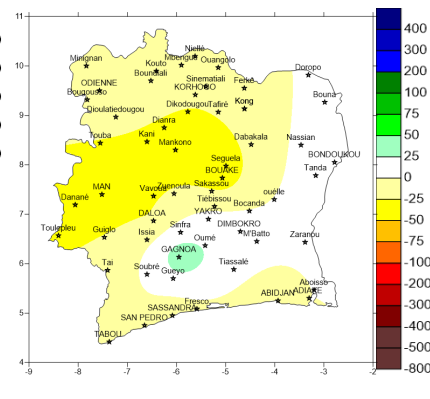 11
10
9
8
7
6
5
4
-9
-8
-7
-6
-5
-4
-3
-2
Minignan
Kouto
Niellé
Mbengué
Ouangolo
Doropo
ODIENNE
Boundiali
Sinematiali
KORHOGO
Ferké
Bougousso
Dioulatiedougou
Dikodougou
Tafiré
Kong
Bouna
Dianra
Touba
Kani
Mankono
Dabakala
Nassian
BONDOUKOU
Seguela
BOUAKE
Tanda
MAN
Vavoua
Zuenoula
Sakassou
ouélle
Dananè
Tiébissou
Bocanda
DALOA
YAKRO
Toulepleu
Guiglo
Issia
Sinfra
DIMBOKRO
M'Batto
Zaranou
Oumé
GAGNOA
Tai
Soubré
Gueyo
Tiassalé
Aboisso
ABIDJAN
ADIAKE
Fresco
SASSANDRA
SAN PEDRO
TABOU
400
300
200
100
75
50
25
0
-25
-50
-75
-100
-200
-300
-400
-500
-800